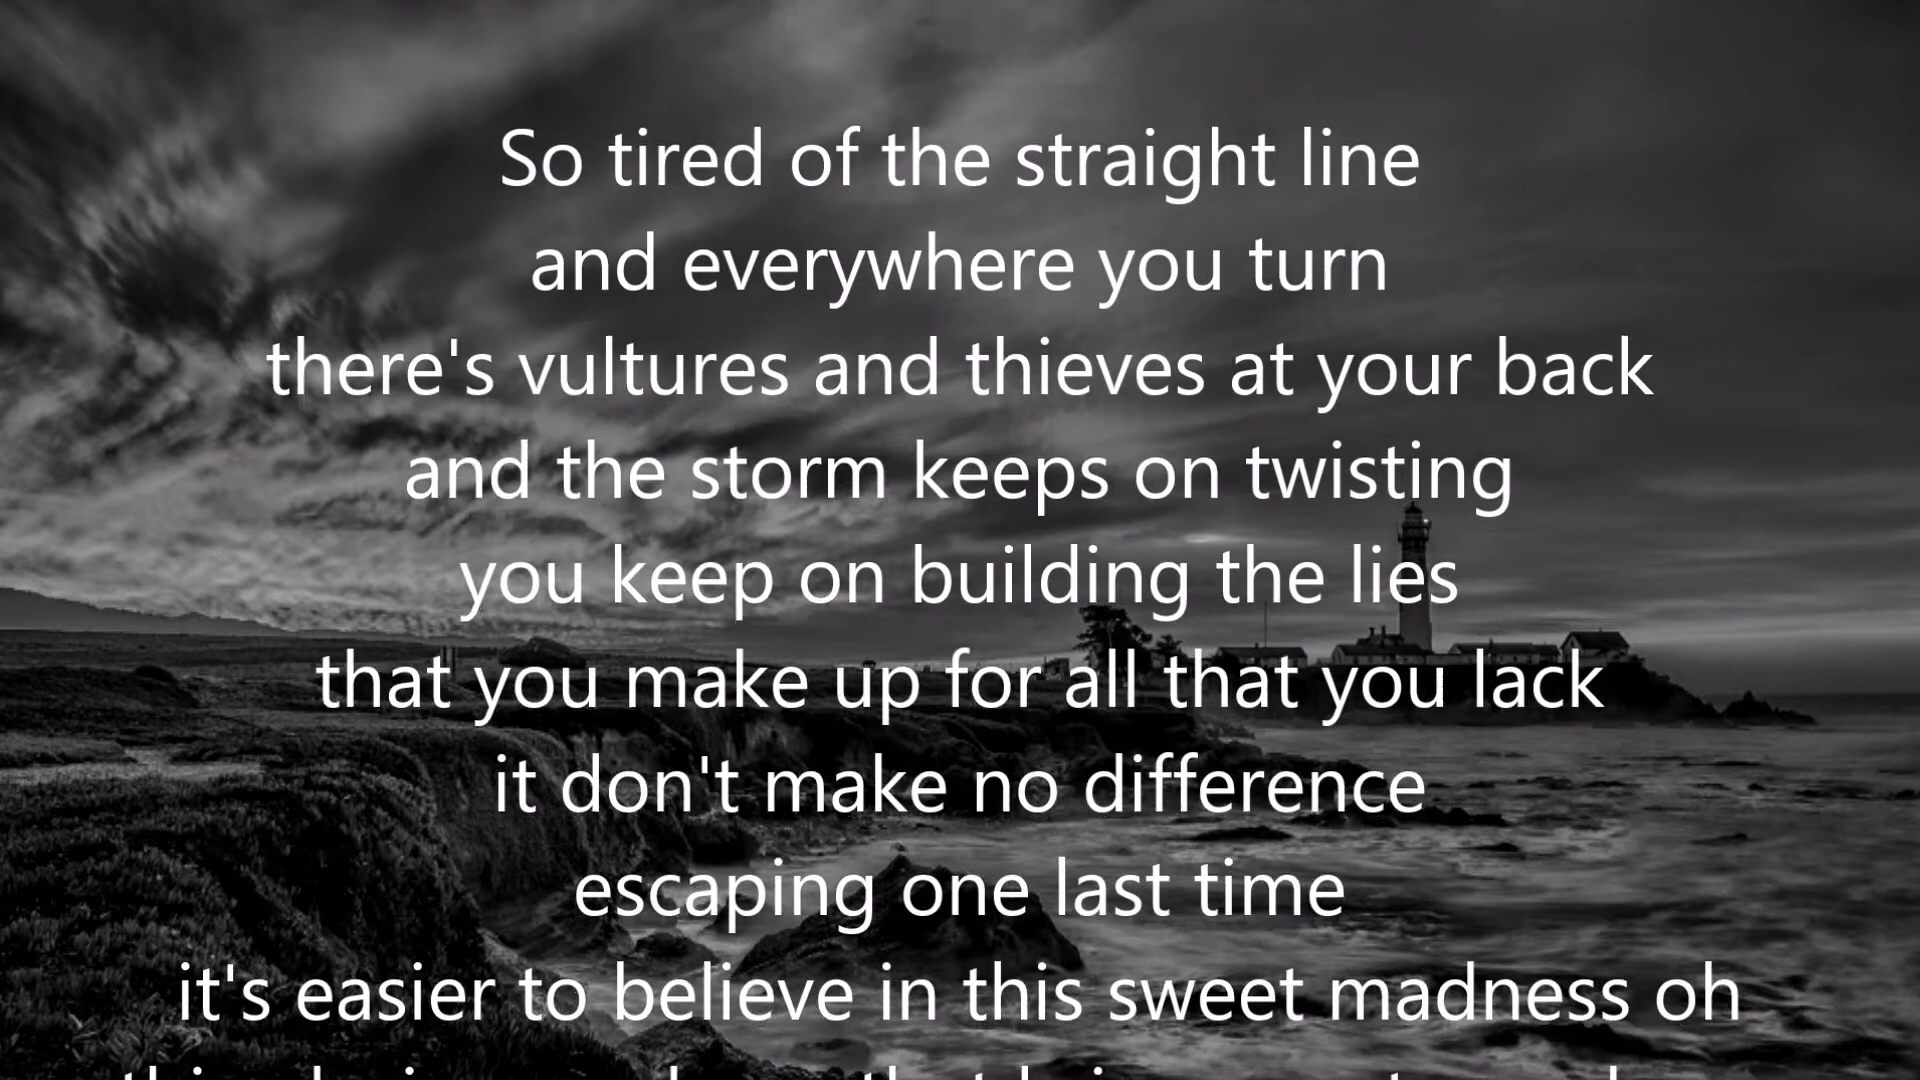 So tired of the straight line
and everywhere you turn
there's vultures and thieves at your back
and the storm keeps on twisting
you keep on building the lies
that you make up for all that you lack
it don't make no difference
escaping one last time
it's easier to believe in this sweet madness oh